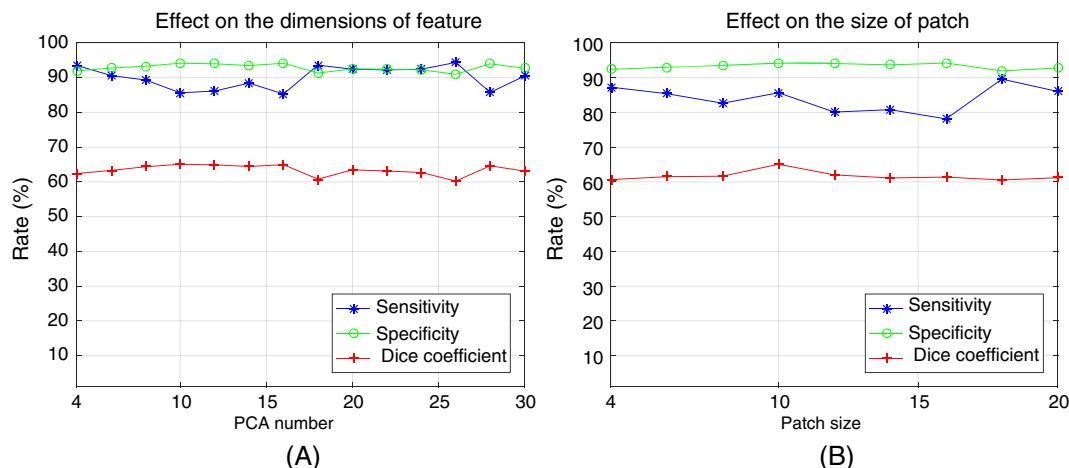 Effect on the dimensions of feature
100
90
80
70
60
50
40
30
20
10
Rate (%)
Sensitivity
Specificity
Dice coefficient
4 10 15 20 25 30
PCA number
(A)
Effect on the size of patch
100
90
80
70
60
50
40
30
20
10
Rate (%)
Sensitivity
Specificity
Dice coefficient
4 10 15 20
Patch size
(B)